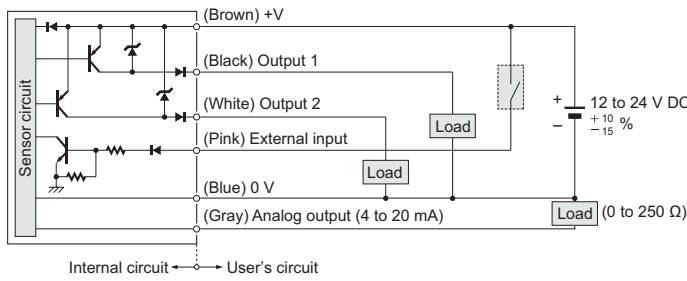 (Brown) +V
(Black) Output 1
(White) Output 2
(Pink) External input
(Blue) 0 V
(Gray) Analog output (4 to 20 mA)
Sensor circuit
Load
Load
+
−
12 to 24 V DC
+ 10
− 15 %
Load
(0 to 250 Ω)
Internal circuit
User's circuit